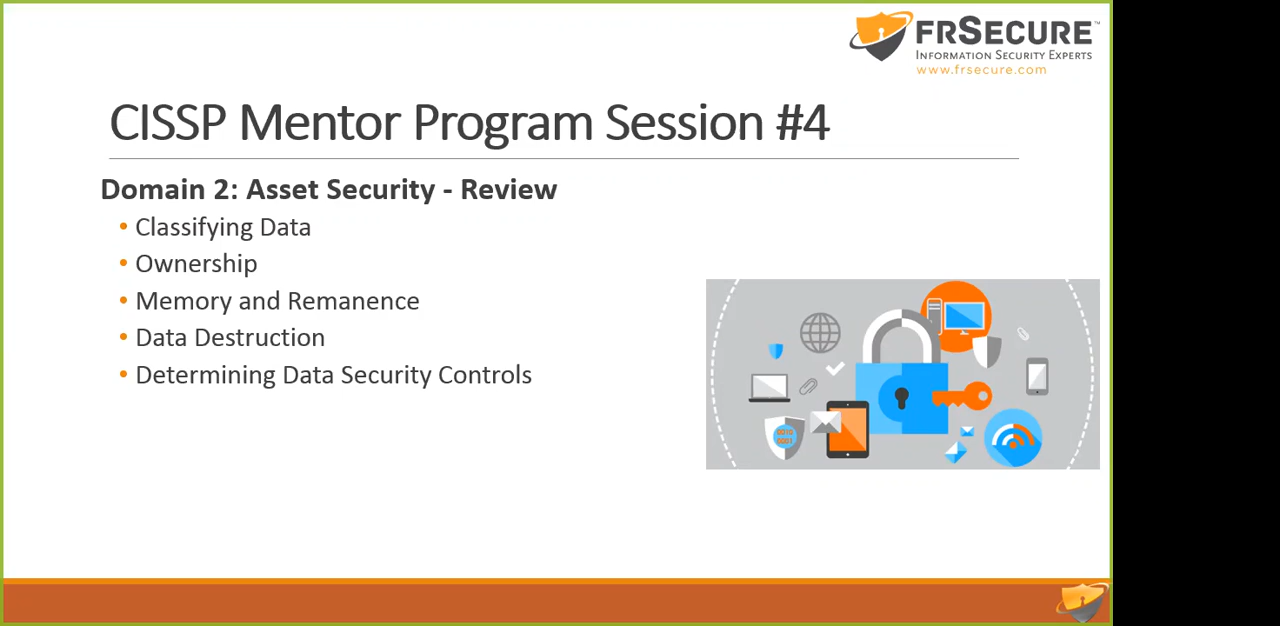 FRSECURE™
INFORMATION SECURITY EXPERTS
www.frsecure.com
CISSP Mentor Program Session #4
Domain 2: Asset Security - Review
• Classifying Data
• Ownership
• Memory and Remanence
• Data Destruction
• Determining Data Security Controls